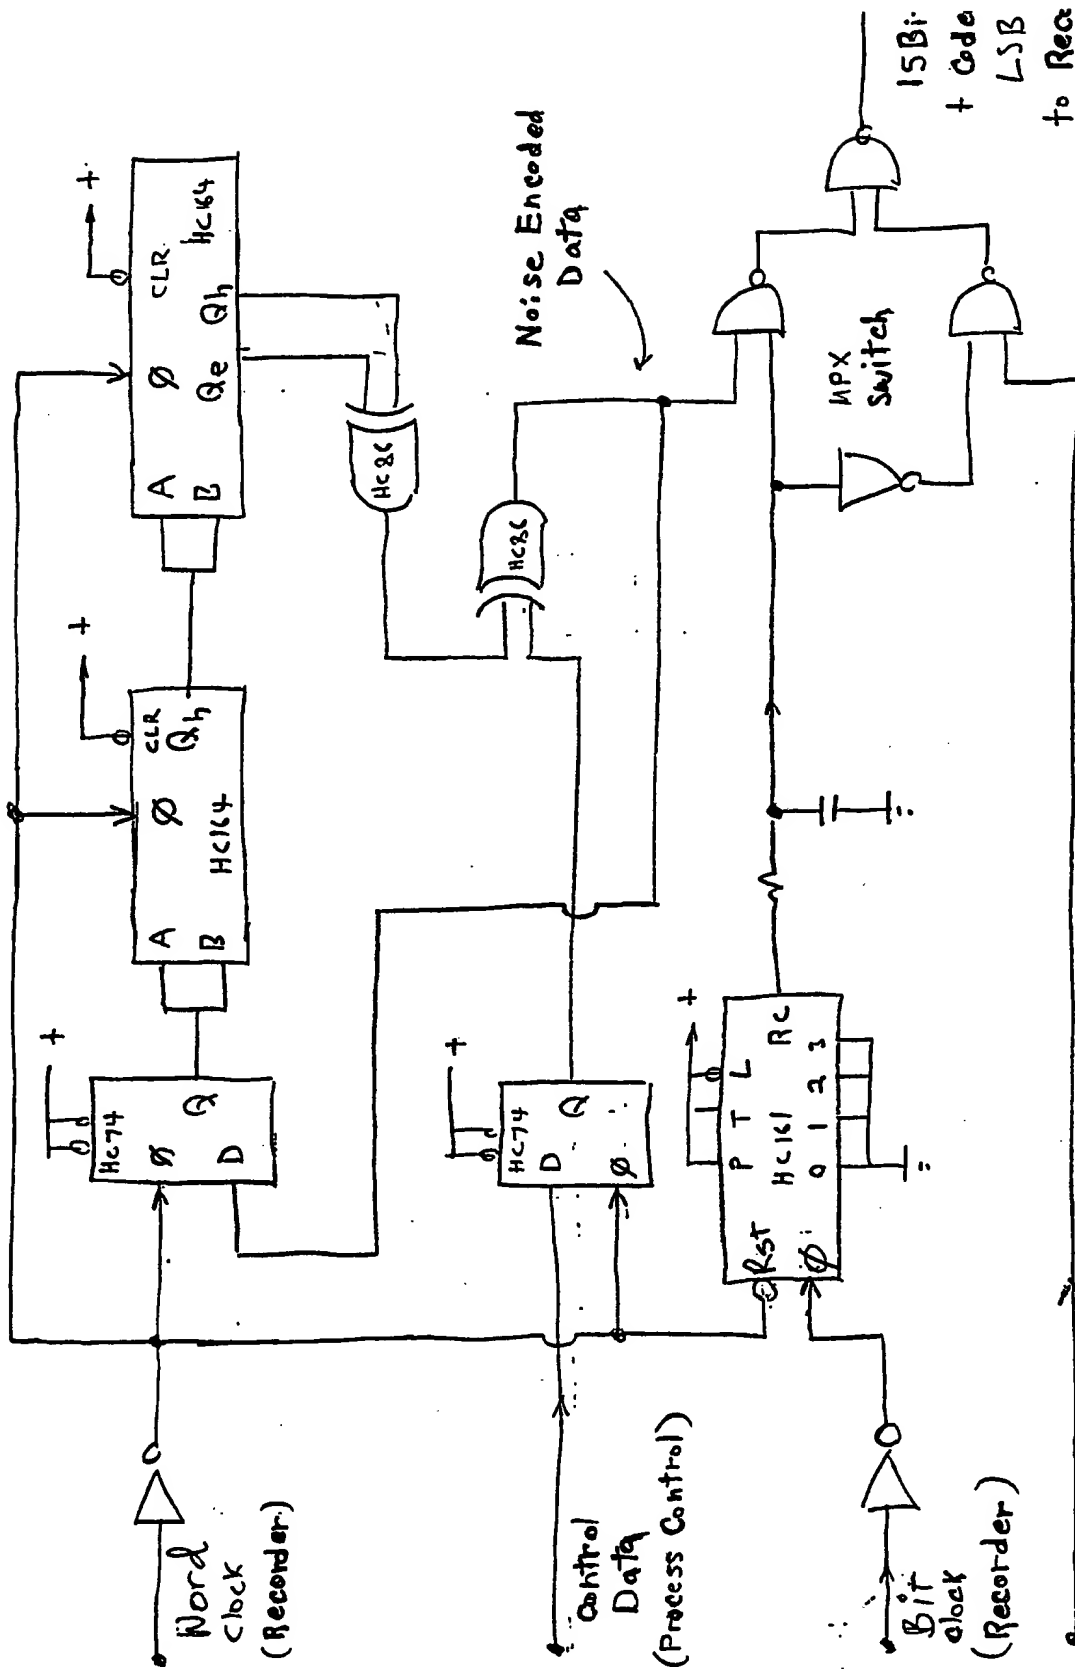 +
CLR
HC164
Ø
Qh
Qe
A
B
+
CLR
Qh
Ø
HC164
A
B
+
HC74
Q
Ø
D
HC86
HC86
Noise Encoded
Data
+
HC74
Q
D
Ø
MPX
Switch
+
L
T
P
RC
HC161
3
2
1
0
Rst
Ø
Word
Clock
(Recorder)
Control
Data
(Process Control)
Bit
clock
(Recorder)
15Bi
+ Code
LSB
to Rec